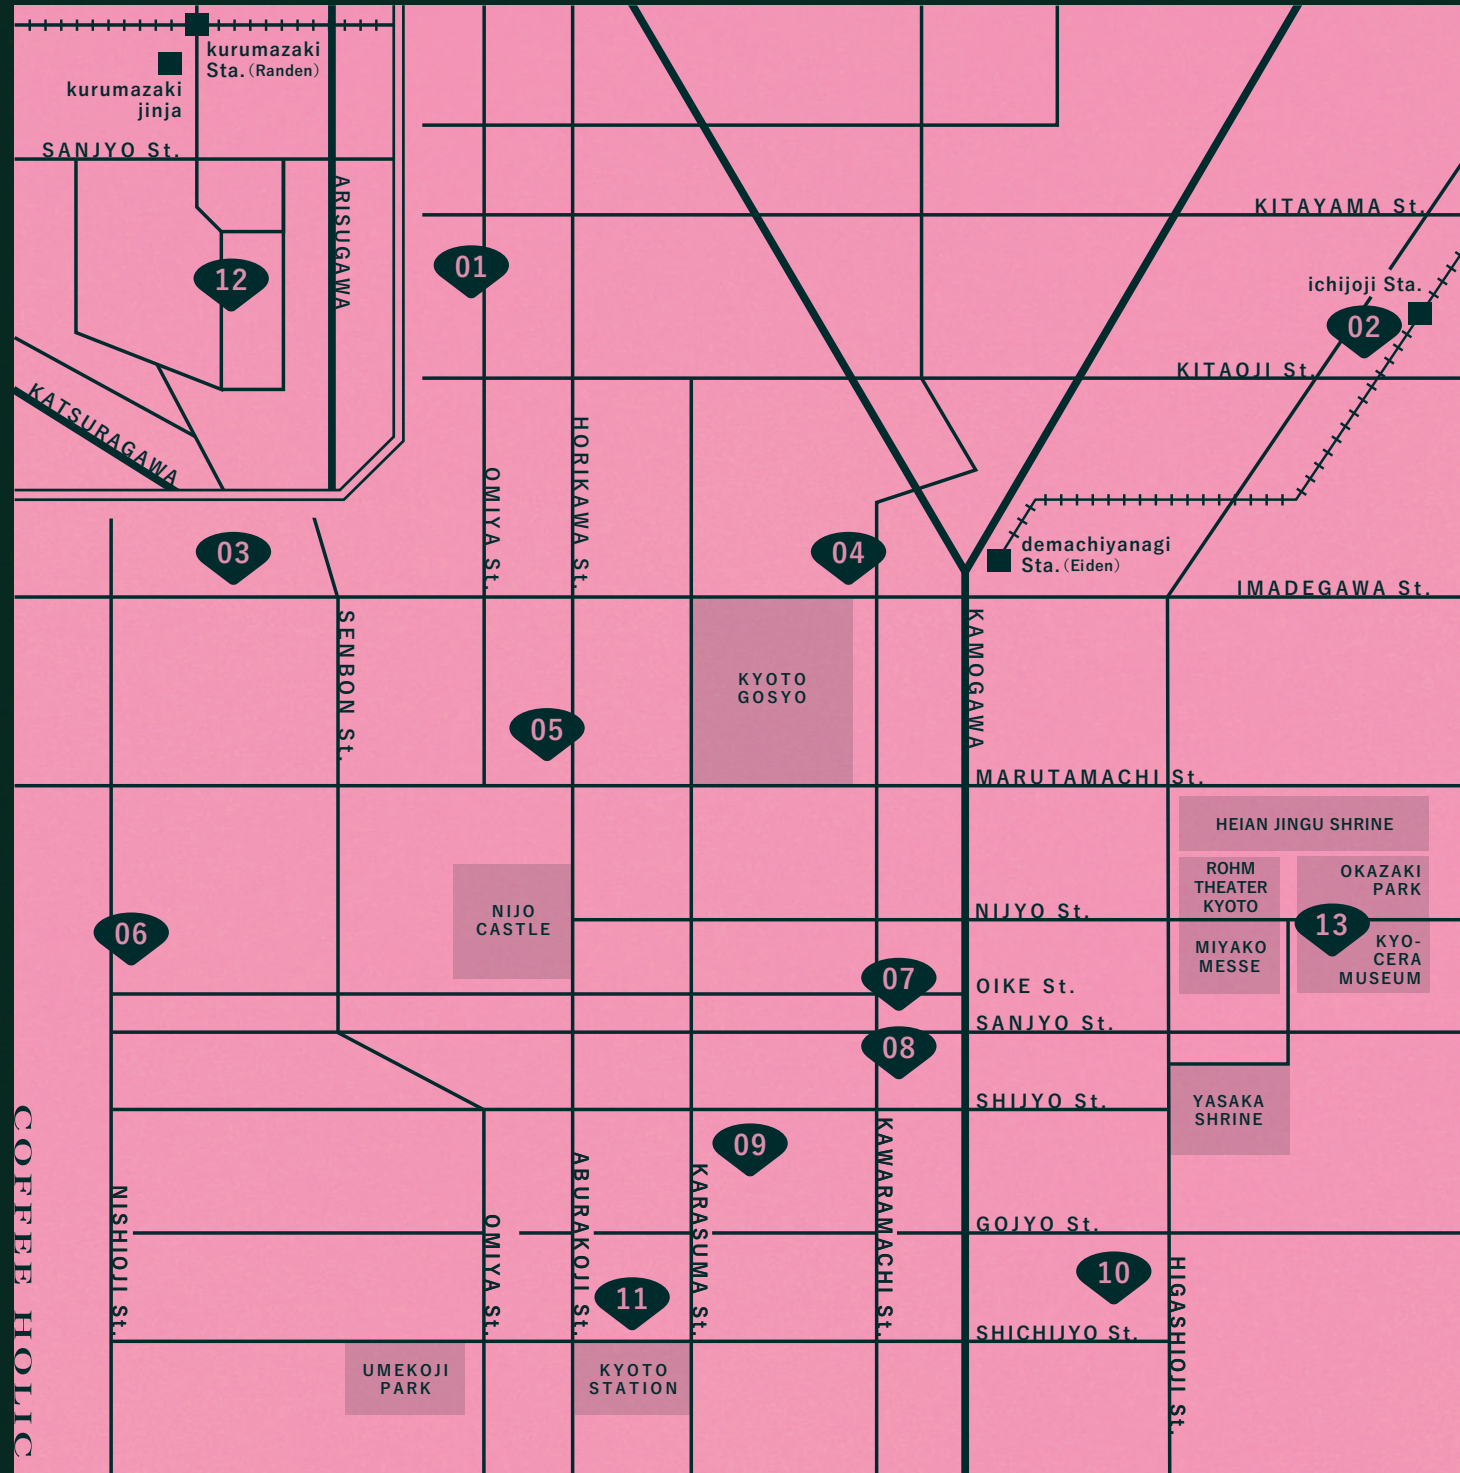 kurumazaki
Sta.(Randen)
kurumazaki
jinja
SANJYO St.
ARISUGAWA
KATSURAGAWA
12
01
KITAYAMA St.
ichijoji Sta.
02
KITAOJI St.
HORIKAWA St.
OMIYA St.
03
04
demachiyanagi
Sta.(Eiden)
IMADEGAWA St.
SENBON St.
KAMOGAWA
KYOTO
GOSYO
05
MARUTAMACHI St.
HEIAN JINGU SHRINE
ROHM
THEATER
KYOTO
OKAZAKI
PARK
NIJO
CASTLE
NIJYO St.
06
13
MIYAKO
MESSE
KYO-
CERA
MUSEUM
07
OIKE St.
SANJYO St.
08
SHIJYO St.
YASAKA
SHRINE
09
COFFEE HOLIC
NISHIOJI St.
OMIYA St.
ABURAKOJI St.
KARASUMA St.
KAWARAMACHI St.
GOJYO St.
10
HIGASHIOJI St.
11
SHICHIJYO St.
UMEKOJI
PARK
KYOTO
STATION